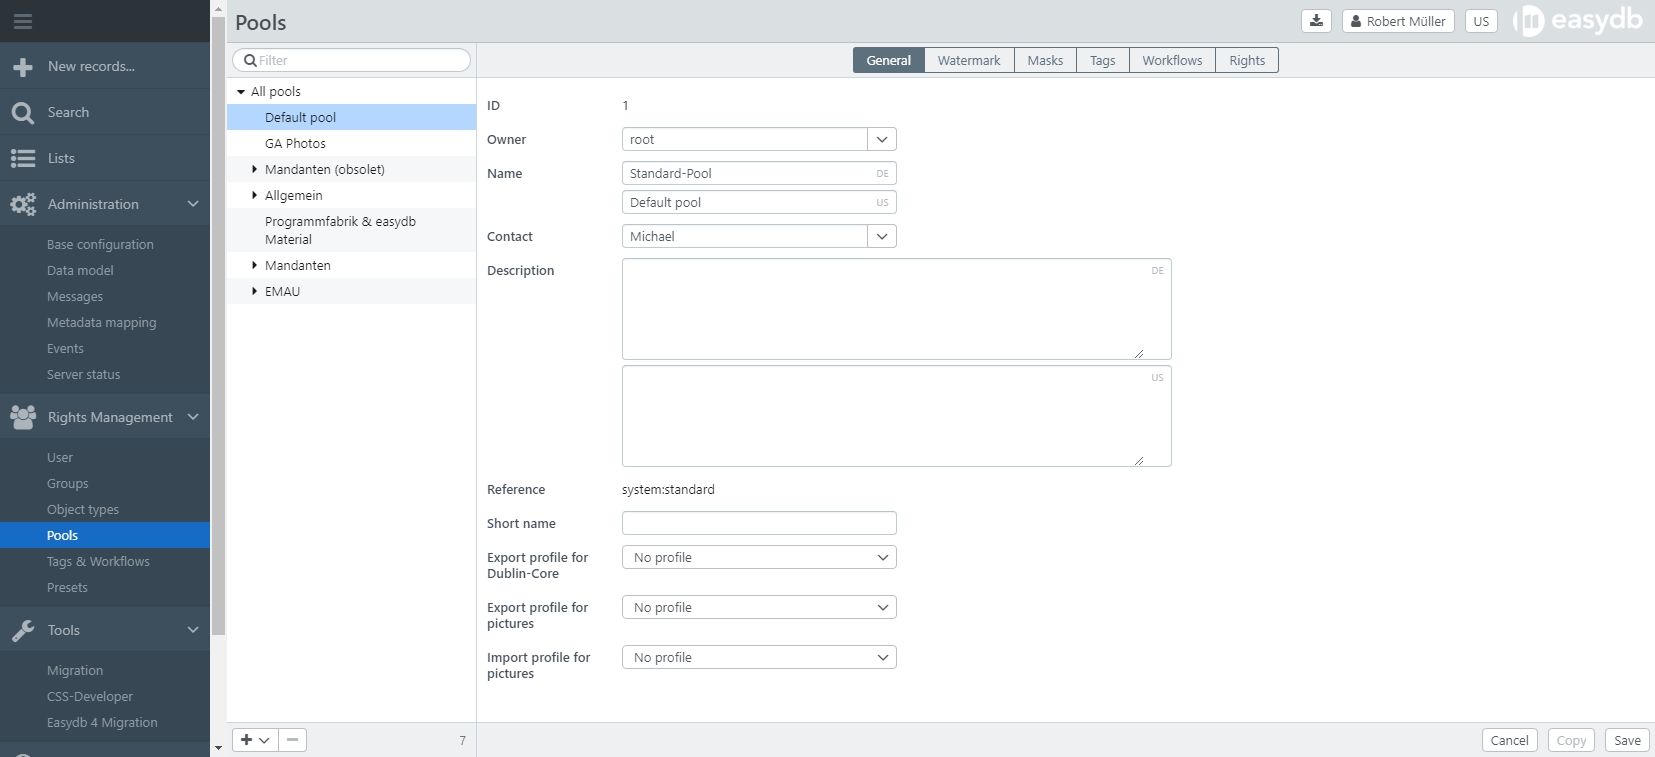 Pools
Robert Müller
US
easydb
New records...
Search
Lists
Administration
Base configuration
Data model
Messages
Metadata mapping
Events
Server status
Rights Management
User
Groups
Object types
Pools
Tags & Workflows
Presets
Tools
Migration
CSS-Developer
Easydb 4 Migration
Filter
All pools
Default pool
GA Photos
Mandanten (obsolet)
Allgemein
Programmfabrik & easydb
Material
Mandanten
EMAU
7
General Watermark Masks Tags Workflows Rights
ID 1
Owner root
Name Standard-Pool DE
Default pool US
Contact Michael
Description DE
US
Reference system:standard
Short name
Export profile for
Dublin-Core
No profile
Export profile for
pictures
No profile
Import profile for
pictures
No profile
Cancel Copy Save